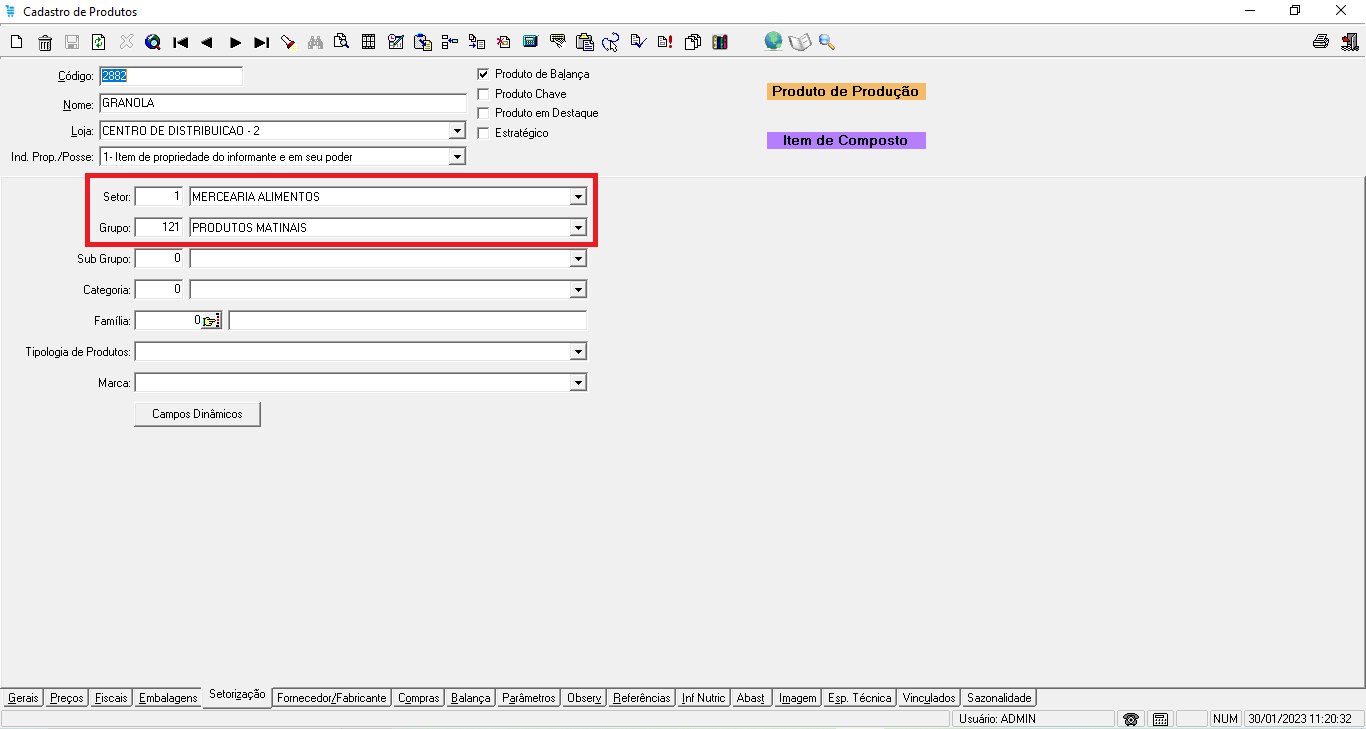 Cadastro de Produtos
Código: 2882
Nome: GRANOLA
Loja: CENTRO DE DISTRIBUICAO - 2
Ind. Prop./Posse: 1- Item de propriedade do informante e em seu poder
Produto de Balança
Produto Chave
Produto em Destaque
Estratégico
Produto de Produção
Item de Composto
Setor: 1 MERCEARIA ALIMENTOS
Grupo: 121 PRODUTOS MATINAIS
Sub Grupo: 0
Categoria: 0
Família: 0
Tipologia de Produtos:
Marca:
Campos Dinâmicos
Gerais Preços Fiscais Embalagens Setorização Fornecedor/Fabricante Compras Balança Parâmetros Observ Referências Inf Nutric Abast Imagem Esp. Técnica Vinculados Sazonalidade
Usuário: ADMIN NUM 30/01/2023 11:20:32